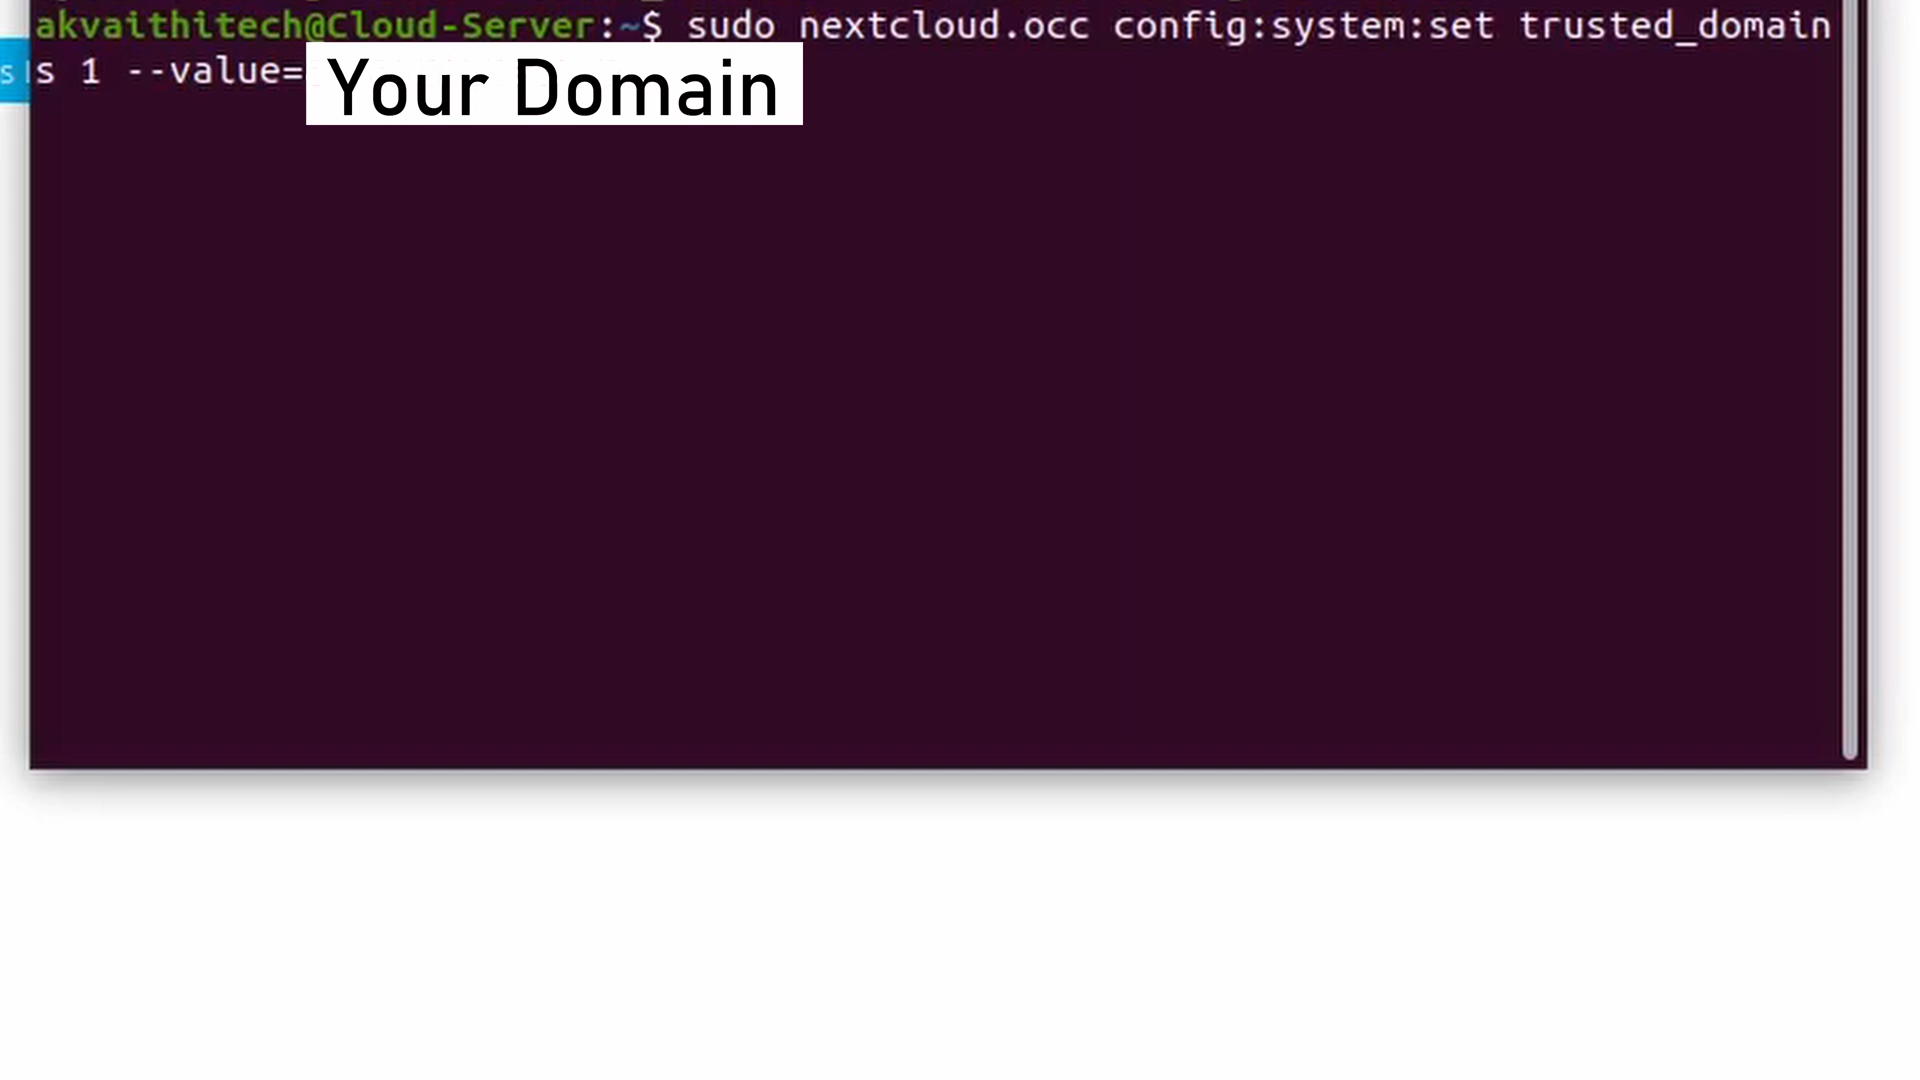 akvaithitech@Cloud-Server:~$ sudo nextcloud.occ config:system:set trusted_domain
s 1 --value=
Your Domain
s